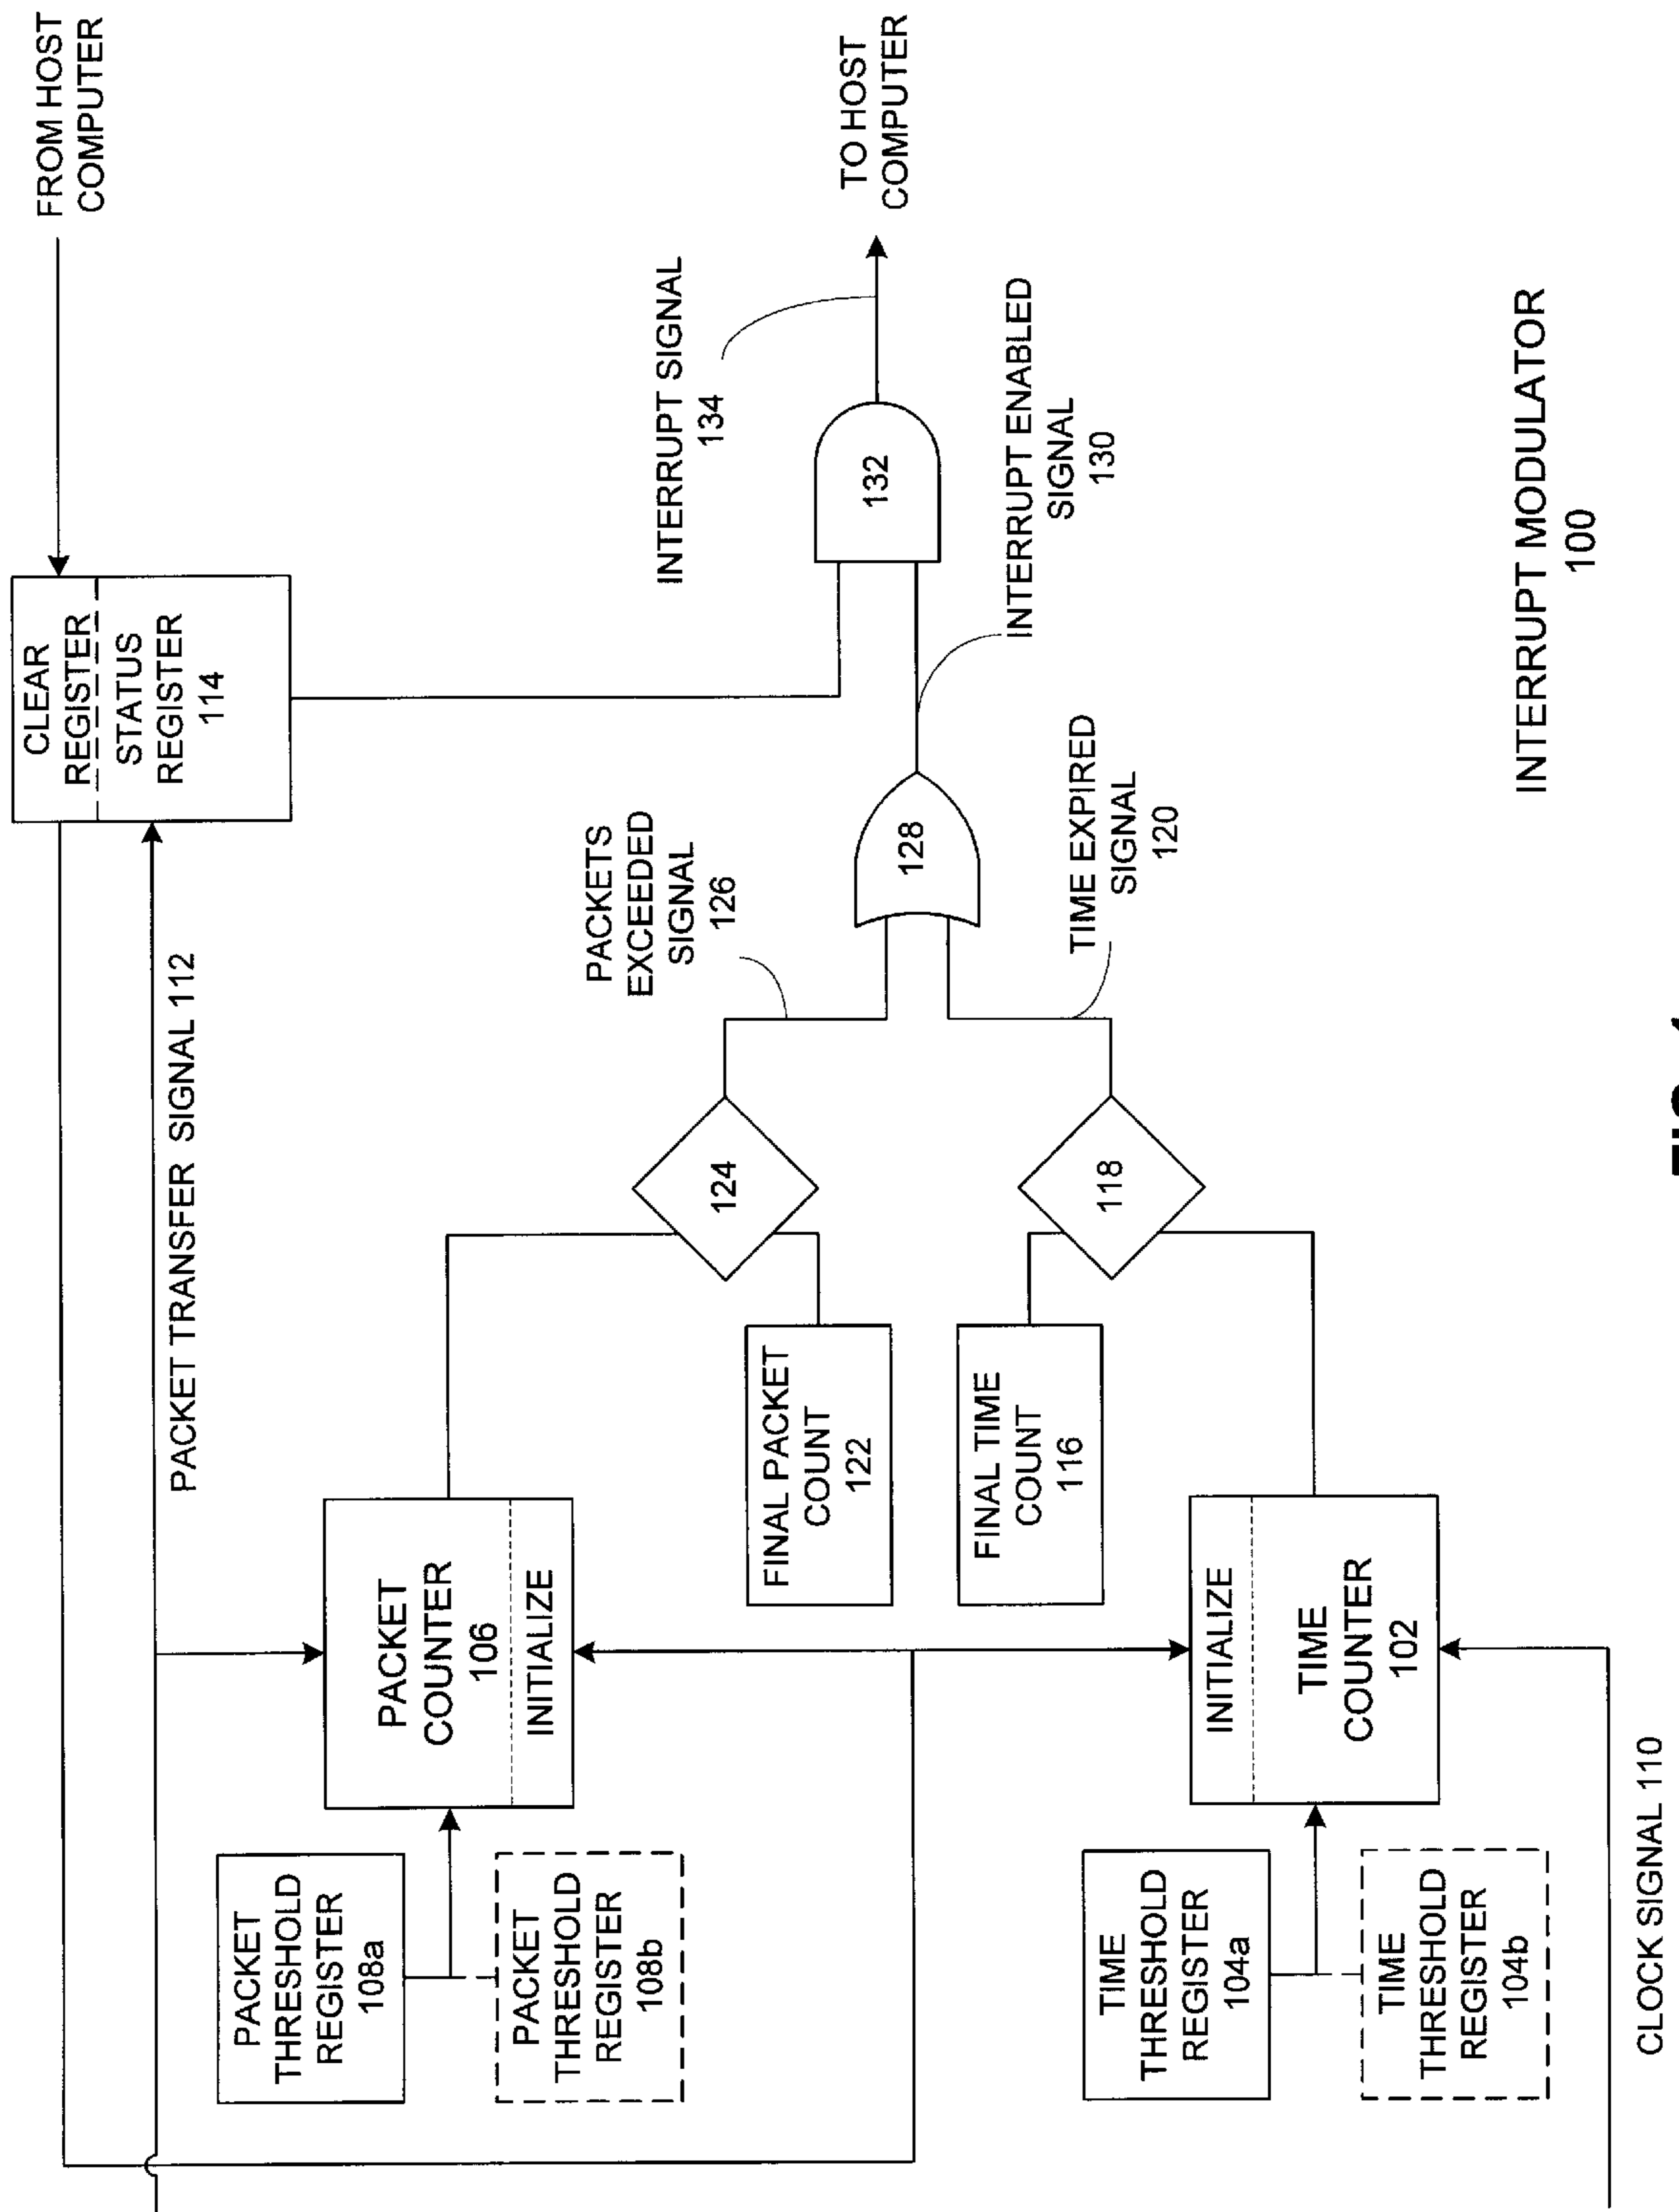 FROM HOST
COMPUTER
CLEAR
REGISTER
STATUS
REGISTER
114
PACKET TRANSFER SIGNAL 112
PACKET
THRESHOLD
REGISTER
108a
PACKET
THRESHOLD
REGISTER
108b
PACKET
COUNTER
106
INITIALIZE
FINAL PACKET
COUNT
122
124
PACKETS
EXCEEDED
SIGNAL
126
INTERRUPT SIGNAL
134
TO HOST
COMPUTER
132
128
INTERRUPT ENABLED
SIGNAL
130
FINAL TIME
COUNT
116
118
TIME EXPIRED
SIGNAL
120
TIME
THRESHOLD
REGISTER
104a
TIME
THRESHOLD
REGISTER
104b
INITIALIZE
TIME
COUNTER
102
CLOCK SIGNAL 110
INTERRUPT MODULATOR
100